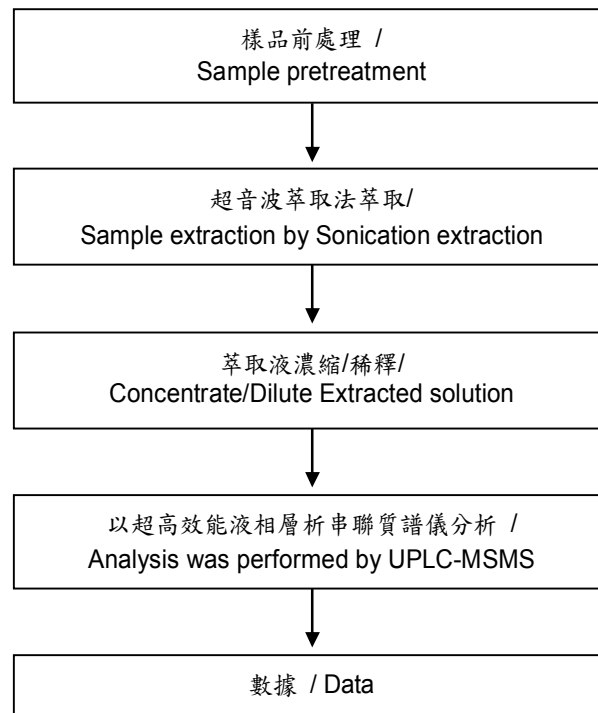 樣品前處理 /
Sample pretreatment
超音波萃取法萃取/
Sample extraction by Sonication extraction
萃取液濃縮/稀釋/
Concentrate/Dilute Extracted solution
以超高效能液相層析串聯質譜儀分析 /
Analysis was performed by UPLC-MSMS
數據 / Data